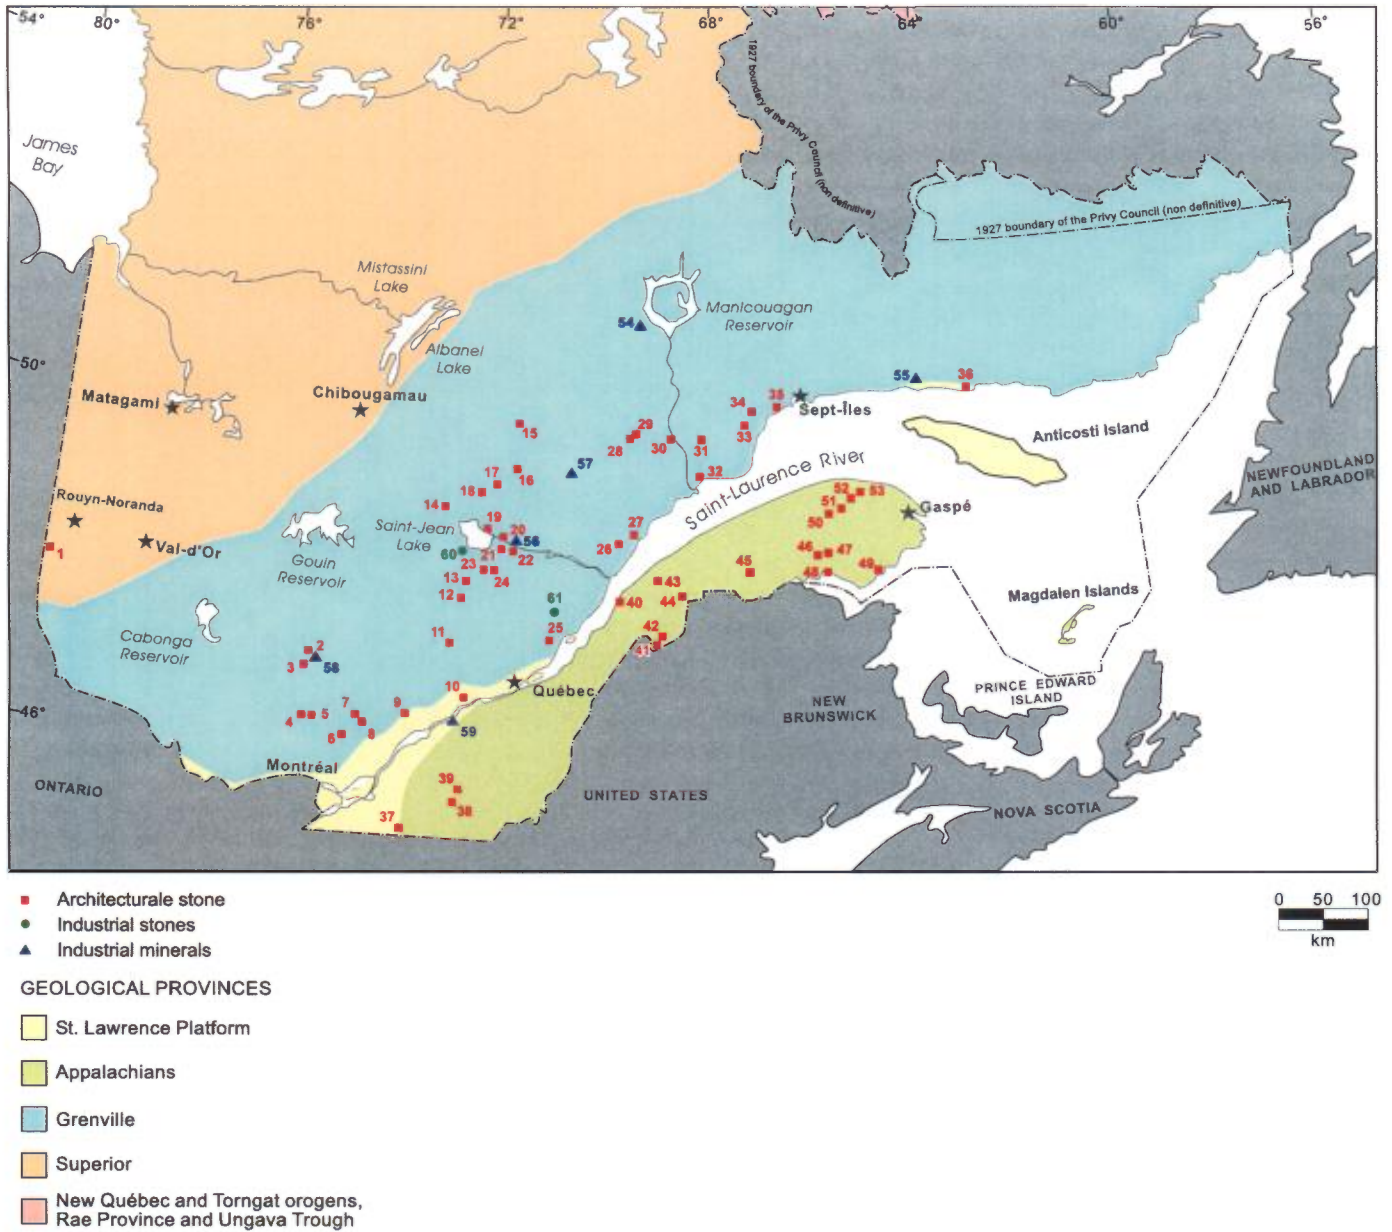 54°
80°
76°
72°
68°
64°
60°
56°
1927 boundary of the Privy Council (non definitive)
James
Bay
1927 boundary of the Privy Council (non definitive)
Mistassini
Lake
Manicouagan
Reservoir
54
Albanel
Lake
50°
55
36
Matagami
Chibougamau
34
35
Sept-Îles
15
29
28
30
31
33
Anticosti Island
57
17
16
32
Saint-Laurence River
NEWFOUNDLAND
AND LABRADOR
Rouyn-Noranda
18
14
52
53
51
50
Gaspé
1
Val-d'Or
Gouin
Reservoir
Saint-Jean
Lake
19
20
56
27
26
60
21
22
46
47
23
24
45
48
49
13
12
43
44
40
61
Magdalen Islands
Cabonga
Reservoir
11
25
42
41
2
3
58
10
Québec
PRINCE EDWARD
ISLAND
46°
4
5
7
9
6
8
59
NEW
BRUNSWICK
Montréal
ONTARIO
39
38
37
UNITED STATES
NOVA SCOTIA
Architecturale stone
Industrial stones
Industrial minerals
0 50 100
km
GEOLOGICAL PROVINCES
St. Lawrence Platform
Appalachians
Grenville
Superior
New Québec and Torngat orogens,
Rae Province and Ungava Trough